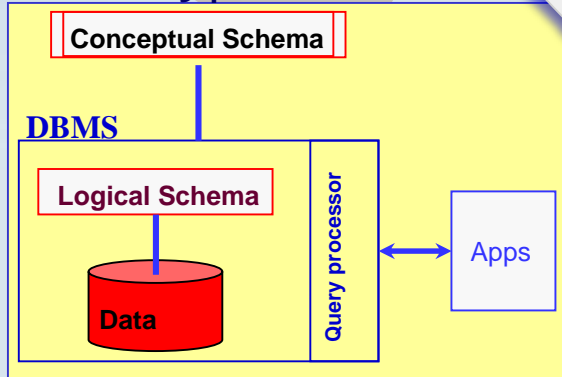 Conceptual Schema
DBMS
Logical Schema
Query processor
Apps
Data